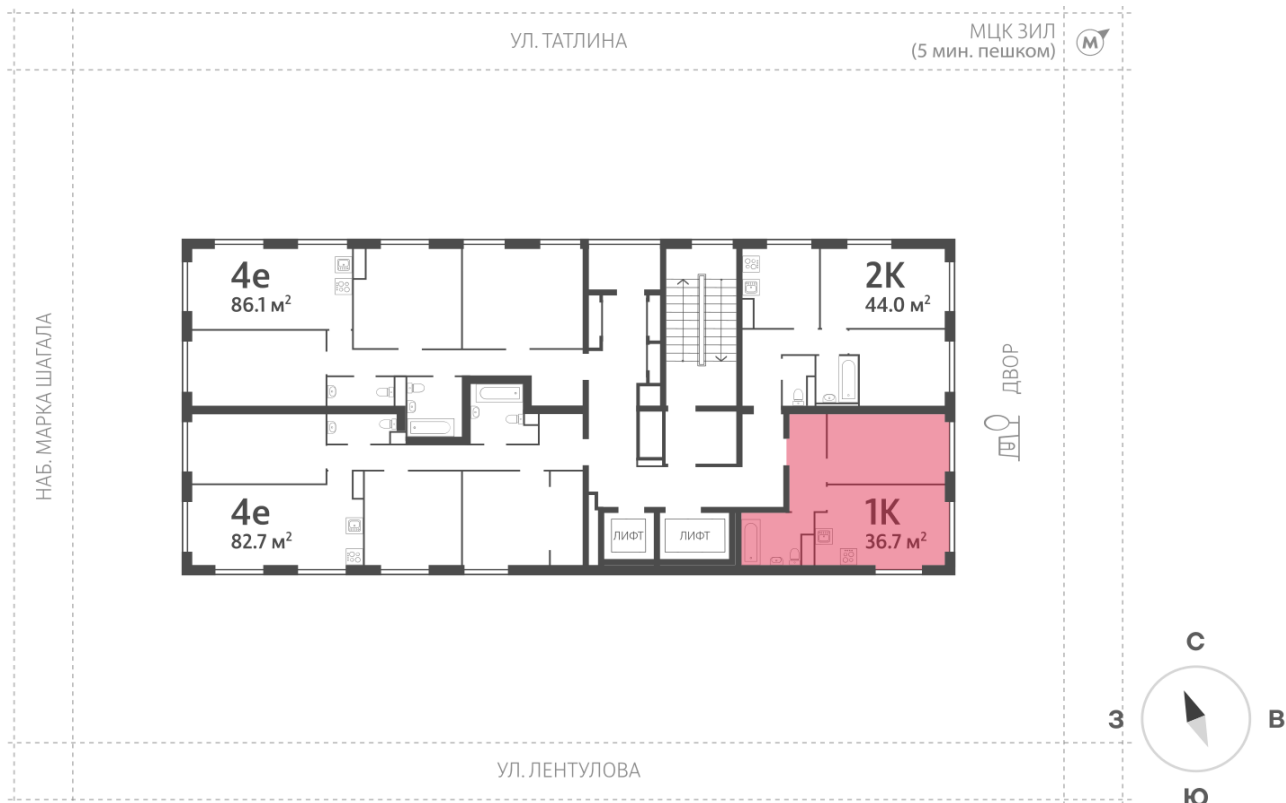 УЛ. ТАТЛИНА
МЦК ЗИЛ
(5 мин. пешком)
М
НАБ. МАРКА ШАГАЛА
4е
86.1 м²
2К
44.0 м²
ДВОР
4е
82.7 м²
ЛИФТ
ЛИФТ
1К
36.7 м²
УЛ. ЛЕНТУЛОВА
С
З
В
Ю